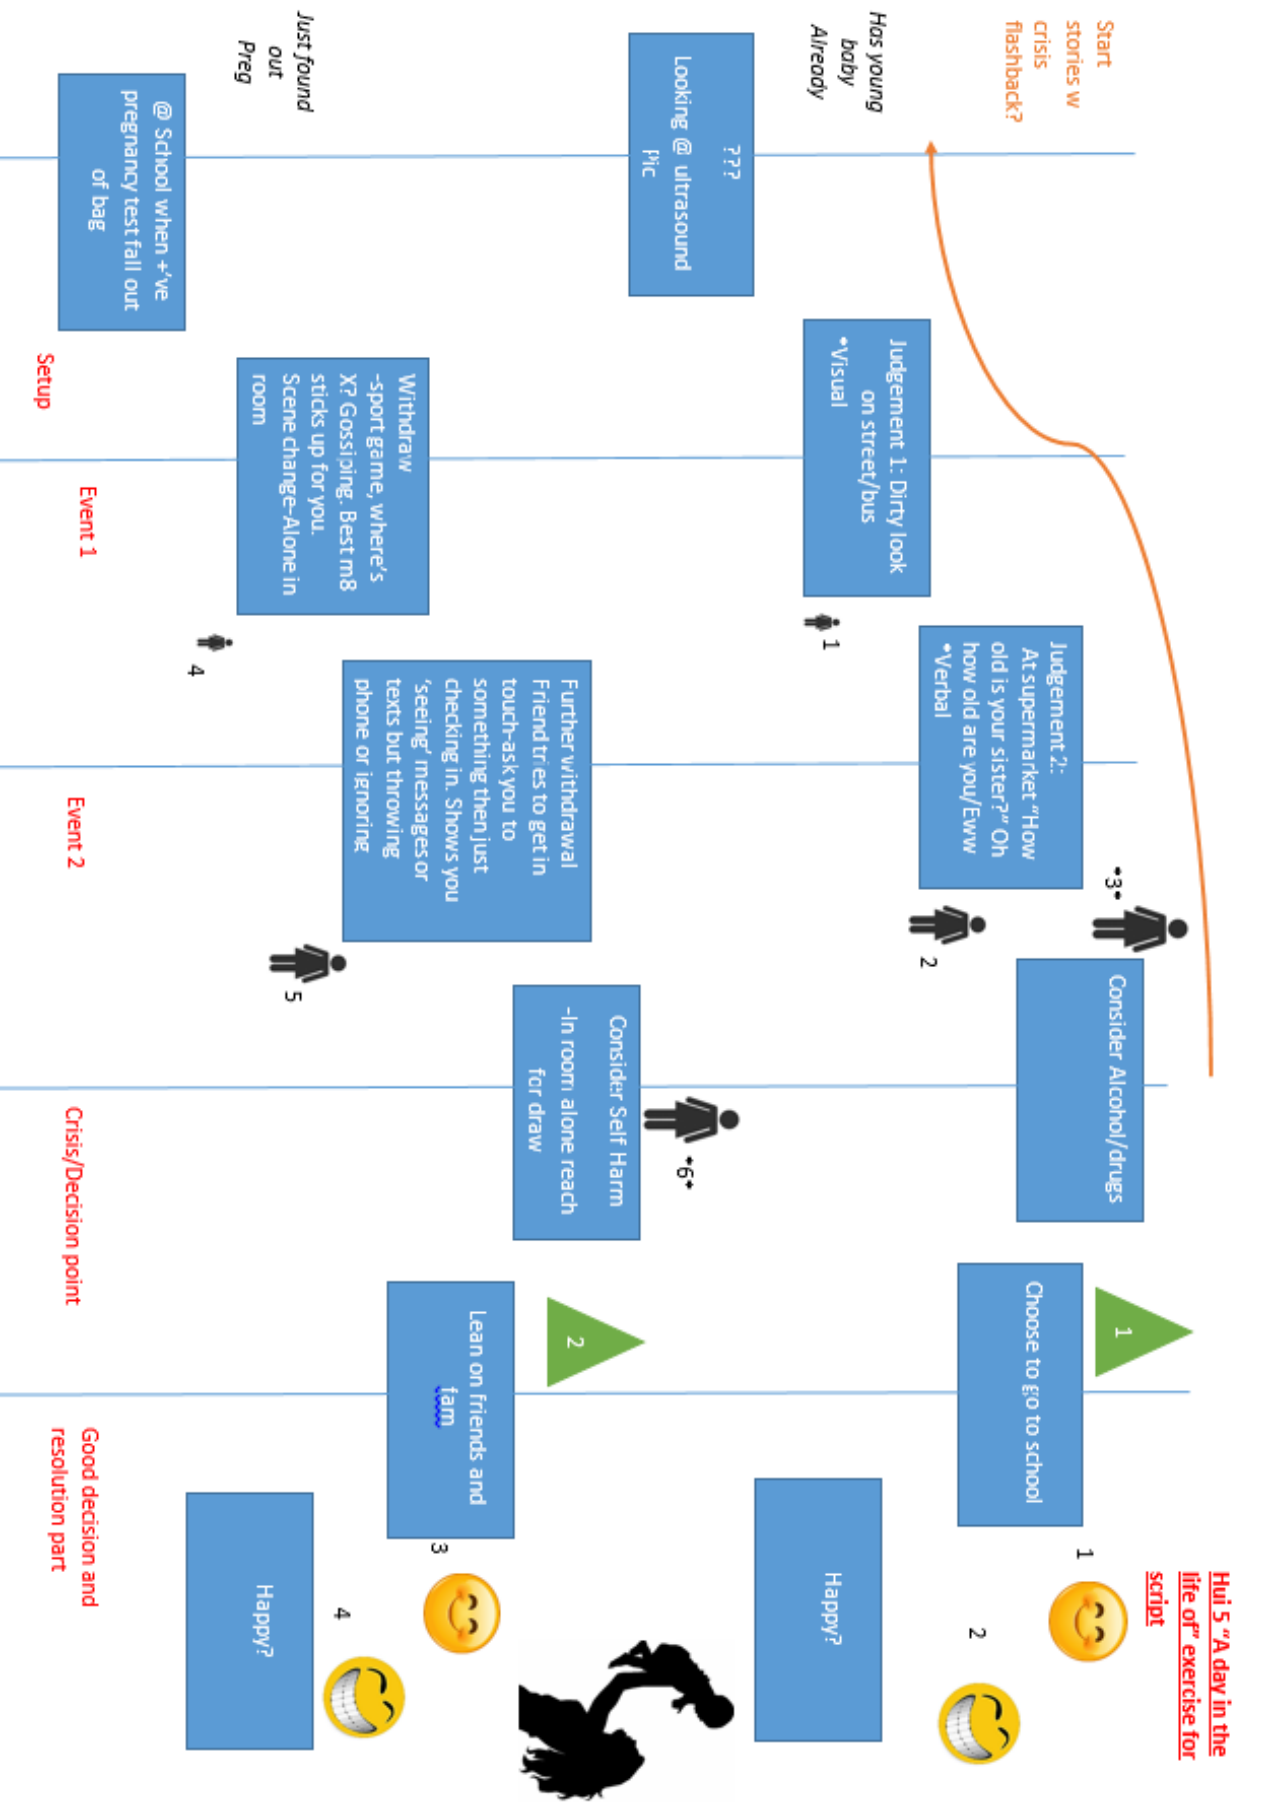 Hui 5 "A day in the
life of" exercise for
script
Start
stories w
crisis
flashback?
Has young
baby
Already
???
Looking @ ultrasound
Pic
Judgement 1: Dirty look
on street/bus
*Visual
1
Judgement 2:
At supermarket "How
old is your sister?" Oh
how old are you/Eww
*Verbal
2
*3*
Consider Alcohol/drugs
1
Choose to go to school
1
Happy?
2
Just found
out
Preg
@ School when +'ve
pregnancy test fall out
of bag
Withdraw
-sport game, where's
X? Gossiping. Best m8
sticks up for you.
Scene change-Alone in
room
4
Further withdrawal
Friend tries to get in
touch-ask you to
something then just
checking in. Shows you
'seeing' messages or
texts but throwing
phone or ignoring
5
Consider Self Harm
-In room alone reach
for draw
*6*
2
Lean on friends and
fam
3
Happy?
4
Setup
Event 1
Event 2
Crisis/Decision point
Good decision and
resolution part